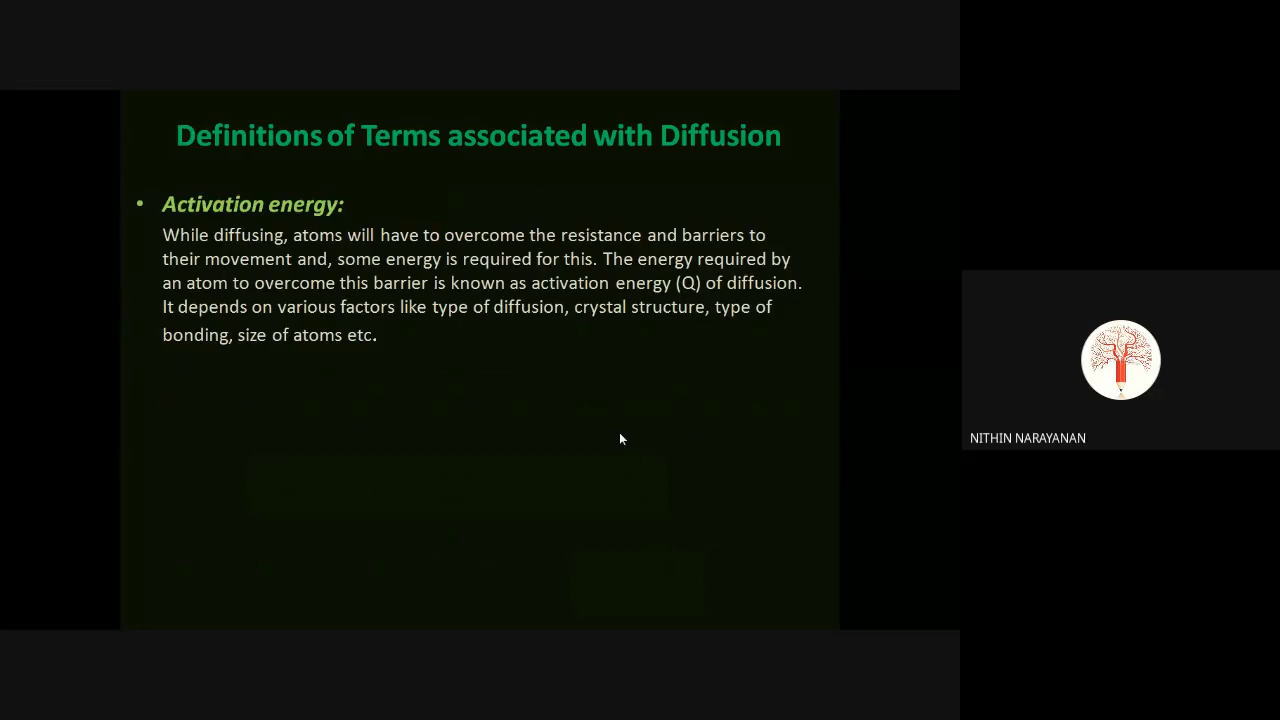 Definitions of Terms associated with Diffusion
• Activation energy:
While diffusing, atoms will have to overcome the resistance and barriers to
their movement and, some energy is required for this. The energy required by
an atom to overcome this barrier is known as activation energy (Q) of diffusion.
It depends on various factors like type of diffusion, crystal structure, type of
bonding, size of atoms etc.
NITHIN NARAYANAN